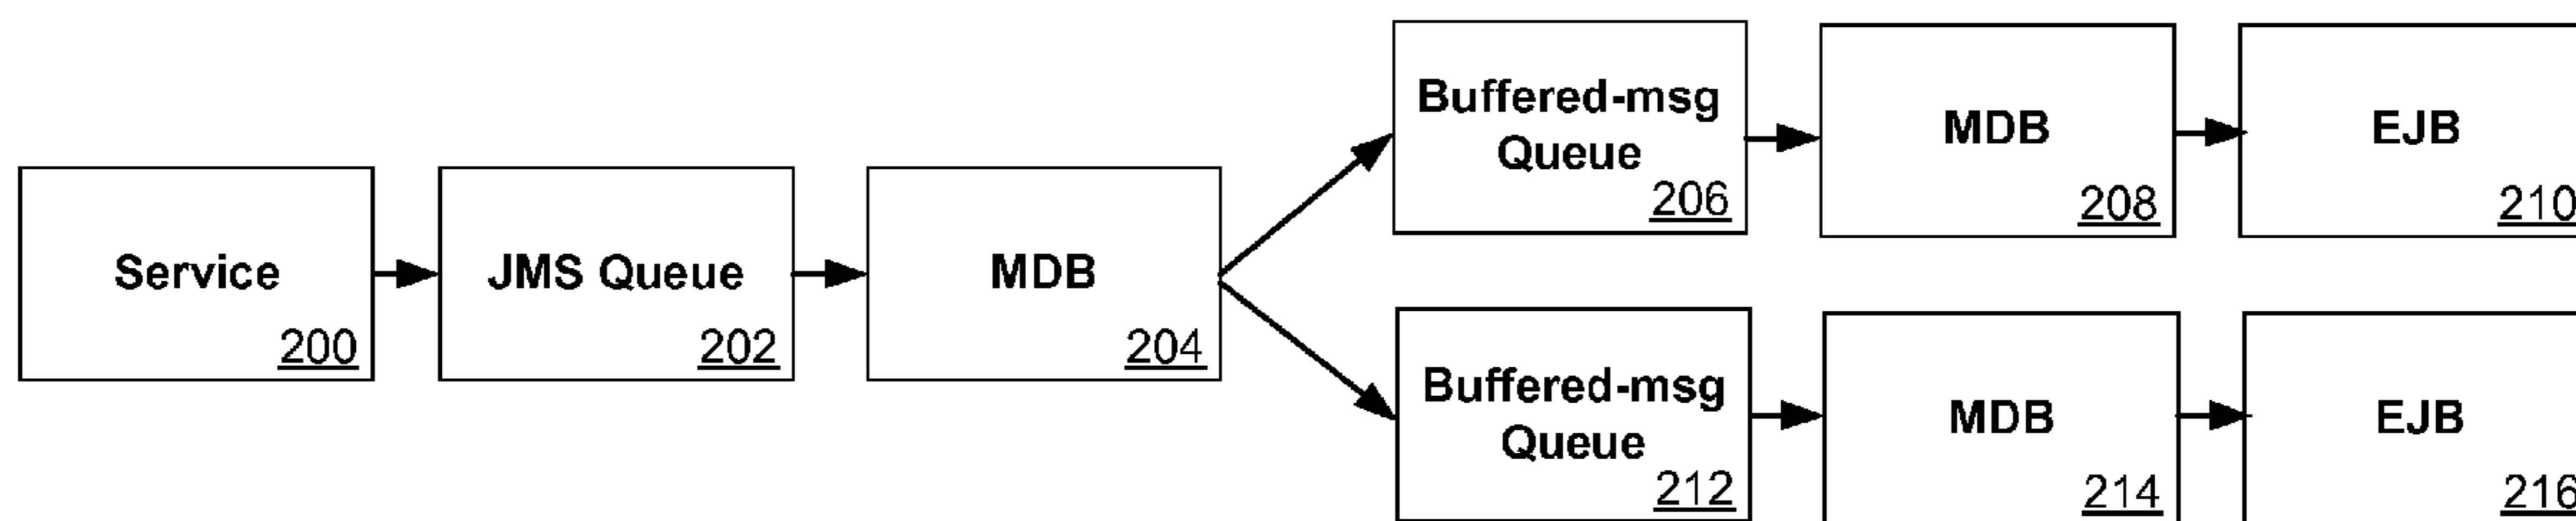 Service
200
JMS Queue
202
MDB
204
Buffered-msg
Queue
206
MDB
208
EJB
210
Buffered-msg
Queue
212
MDB
214
EJB
216